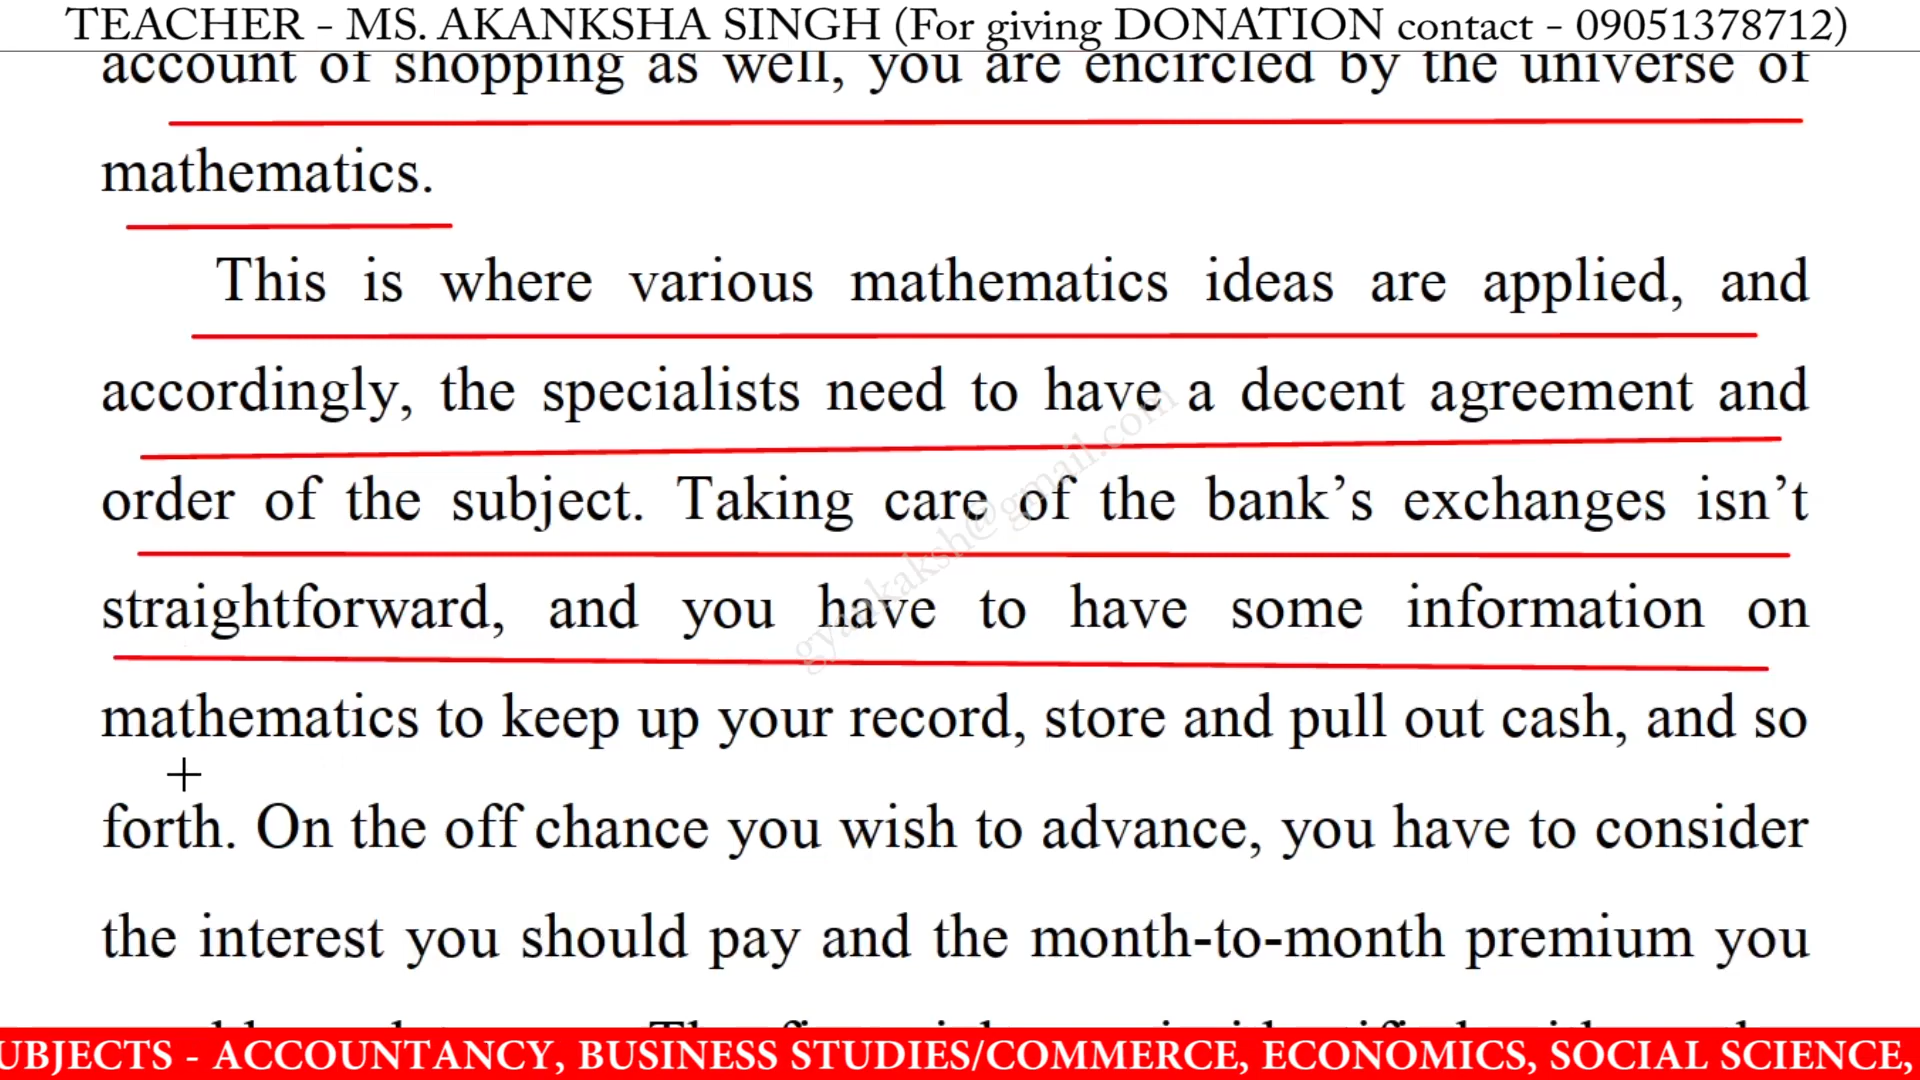 TEACHER - MS. AKANKSHA SINGH (For giving DONATION contact - 09051378712)
account of shopping as well, you are encircled by the universe of
mathematics.
This is where various mathematics ideas are applied, and
accordingly, the specialists need to have a decent agreement and
order of the subject. Taking care of the bank's exchanges isn't
straightforward, and you have to have some information on
gyankaksh@gmail.com
mathematics to keep up your record, store and pull out cash, and so
forth. On the off chance you wish to advance, you have to consider
the interest you should pay and the month-to-month premium you
UBJECTS - ACCOUNTANCY, BUSINESS STUDIES/COMMERCE, ECONOMICS, SOCIAL SCIENCE,